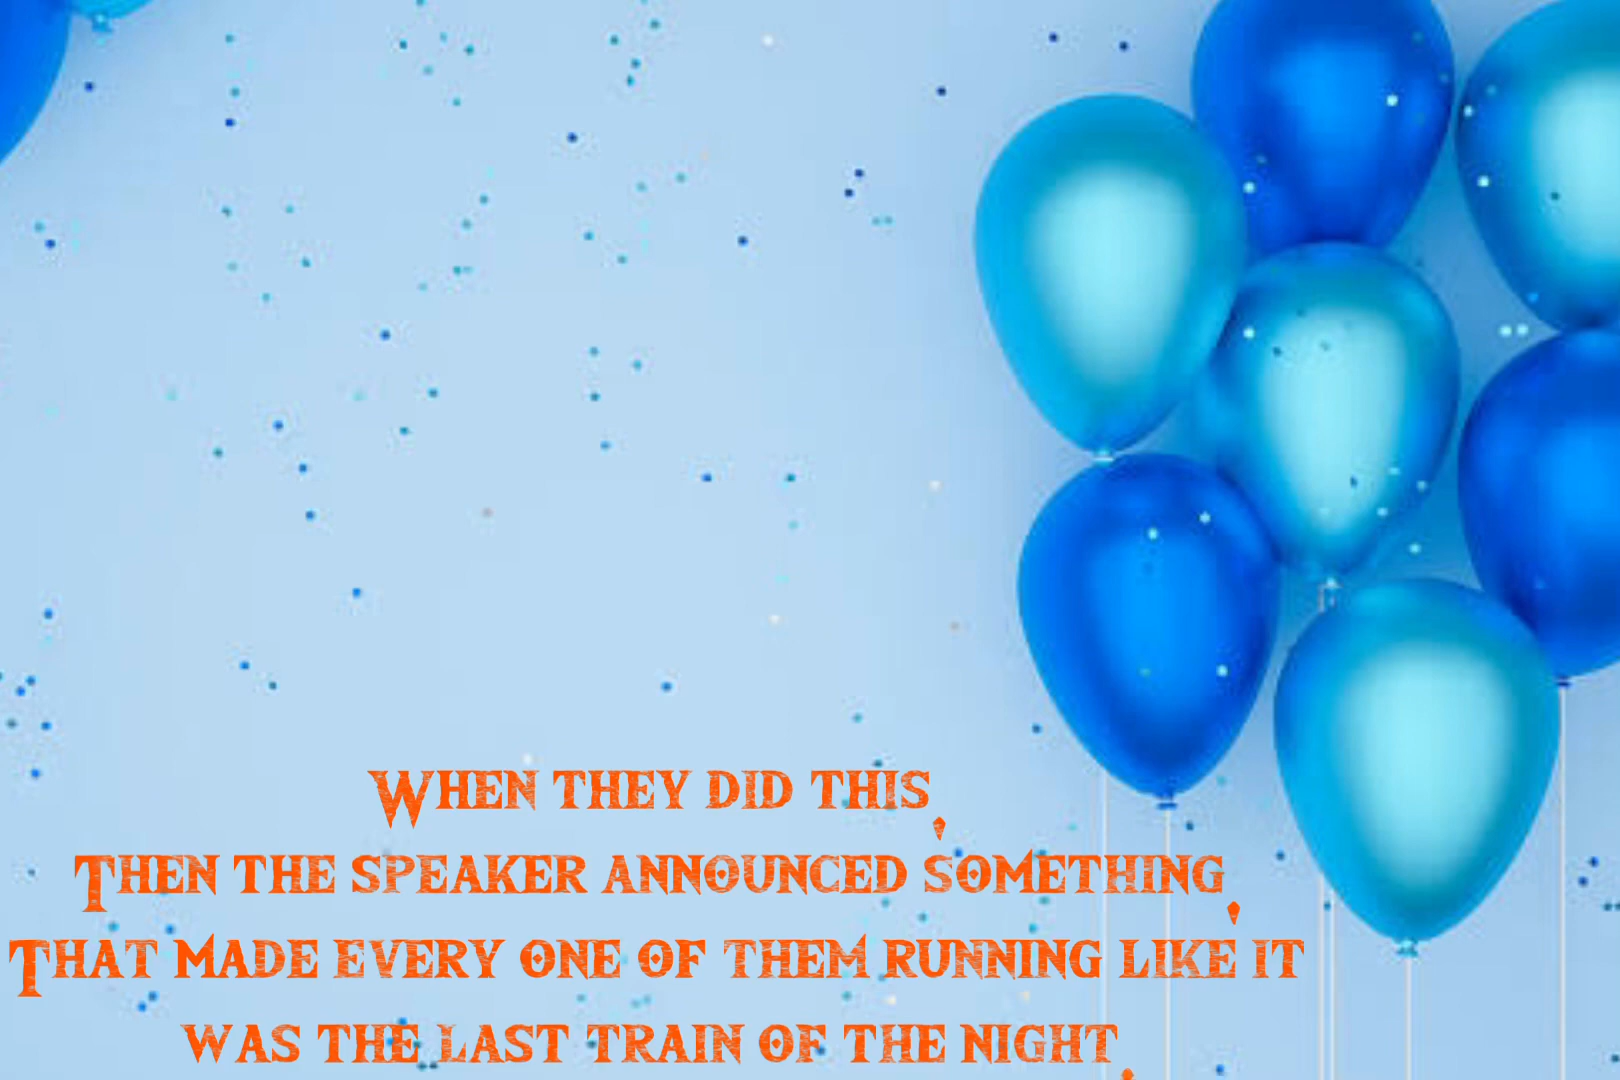 When they did this,
Then the speaker announced something,
That made every one of them running like it
was the last train of the night.